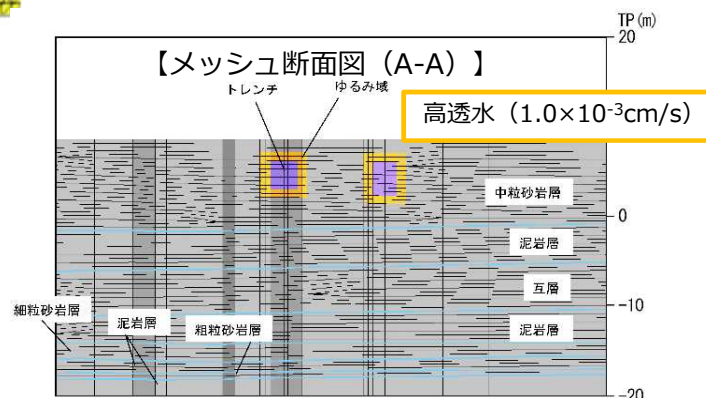 TP(m)
20
【メッシュ断面図（A-A）】
トレンチ
ゆるみ域
高透水（1.0×10-3cm/s）
中粒砂岩層
0
泥岩層
互層
-10
細粒砂岩層
泥岩層
粗粒砂岩層
泥岩層
-20